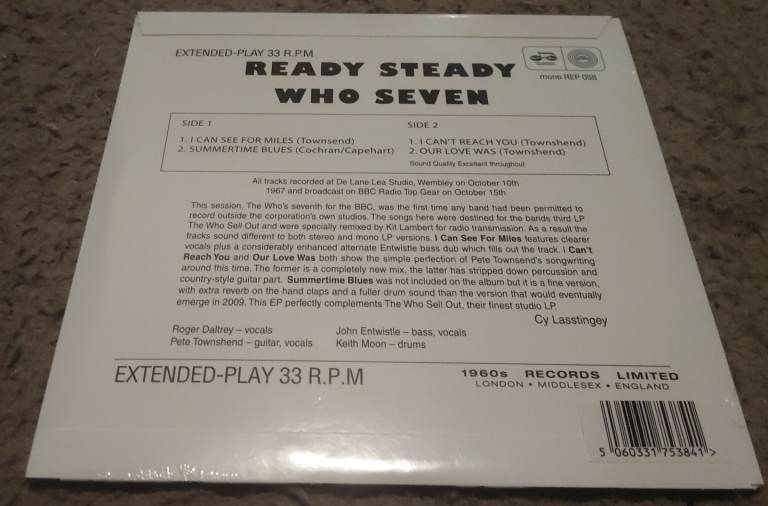 EXTENDED-PLAY 33 R.P.M
READY STEADY
WHO SEVEN
mono REP 058
SIDE 1
1. I CAN SEE FOR MILES (Townsend)
2. SUMMERTIME BLUES (Cochran/Capehart)
SIDE 2
1. I CAN'T REACH YOU (Townshend)
2. OUR LOVE WAS (Townshend)
Sound Quality Excellent throughout
All tracks recorded at De Lane Lea Studio, Wembley on October 10th
1967 and broadcast on BBC Radio Top Gear on October 15th
This session, The Who's seventh for the BBC, was the first time any band had been permitted to
record outside the corporation's own studios. The songs here were destined for the bands third LP
The Who Sell Out and were specially remixed by Kit Lambert for radio transmission. As a result the
tracks sound different to both stereo and mono LP versions. I Can See For Miles features clearer
vocals plus a considerably enhanced alternate Entwistle bass dub which fills out the track. I Can't
Reach You and Our Love Was both show the simple perfection of Pete Townsend's songwriting
around this time. The former is a completely new mix, the latter has stripped down percussion and
country-style guitar part. Summertime Blues was not included on the album but it is a fine version,
with extra reverb on the hand claps and a fuller drum sound than the version that would eventually
emerge in 2009. This EP perfectly complements The Who Sell Out, their finest studio LP.
Cy Lasstingey
Roger Daltrey – vocals
Pete Townshend – guitar, vocals
John Entwistle – bass, vocals
Keith Moon – drums
EXTENDED-PLAY 33 R.P.M
1960s RECORDS LIMITED
LONDON • MIDDLESEX • ENGLAND
5 060331 753841 >